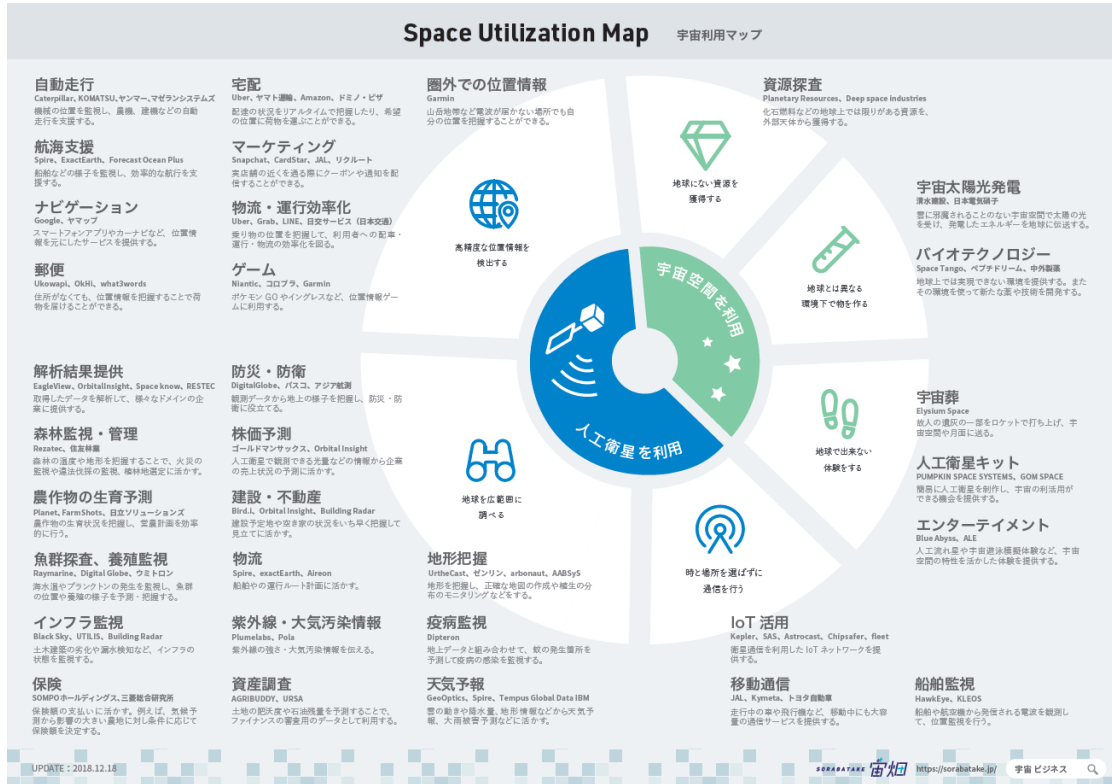 Space Utilization Map 宇宙利用マップ
自動走行
Caterpillar、KOMATSU、ヤンマー、マゼランシステムズ
機械の位置を監視し、農機、建機などの自動
走行を支援する。
航海支援
Spire、ExactEarth、Forecast Ocean Plus
船舶などの様子を監視し、効率的な航行を支
援する。
ナビゲーション
Google、ヤマップ
スマートフォンアプリやカーナビなど、位置情
報を元にしたサービスを提供する。
郵便
Ukowapi、OkHi、what3words
住所がなくても、位置情報を把握することで荷
物を届けることができる。
宅配
Uber、ヤマト運輸、Amazon、ドミノ・ピザ
配達の状況をリアルタイムで把握したり、希望
の位置に荷物を運ぶことができる。
マーケティング
Snapchat、CardStar、JAL、リクルート
実店舗の近くを通る際にクーポンや通知を配
信することができる。
物流・運行効率化
Uber、Grab、LINE、日交サービス（日本交通）
乗り物の位置を把握して、利用者への配車・
運行・物流の効率化を図る。
ゲーム
Niantic、コロプラ、Garmin
ポケモン GO やイングレスなど、位置情報ゲー
ムに利用する。
圏外での位置情報
Garmin
山岳地帯など電波が届かない場所でも自
分の位置を把握することができる。
高精度な位置情報を
検出する
資源探査
Planetary Resources、Deep space industries
化石燃料などの地球上では限りがある資源を、
外部天体から獲得する。
地球にない資源を
獲得する
宇宙太陽光発電
清水建設、日本電気硝子
雲に邪魔されることのない宇宙空間で太陽の光
を受け、発電したエネルギーを地球に伝送する。
バイオテクノロジー
Space Tango、ペプチドリーム、中外製薬
地球上では実現できない環境を提供する。また
その環境を使って新たな薬や技術を開発する。
地球とは異なる
環境下で物を作る
宇宙空間を利用
人工衛星を利用
解析結果提供
EagleView、OrbitalInsight、Space know、RESTEC
取得したデータを解析して、様々なドメインの企
業に提供する。
森林監視・管理
Rezatec、住友林業
森林の温度や地形を把握することで、火災の
監視や違法伐採の監視、植林地選定に活かす。
農作物の生育予測
Planet、FarmShots、日立ソリューションズ
農作物の生育状況を把握し、営農計画を効率
的に行う。
魚群探査、養殖監視
Raymarine、Digital Globe、ウミトロン
海水温やプランクトンの発生を監視し、魚群
の位置や養殖の様子を予測・把握する。
インフラ監視
Black Sky、UTILIS、Building Radar
土木建築の劣化や漏水検知など、インフラの
状態を監視する。
保険
SOMPOホールディングス、三菱総合研究所
保険額の支払いに活かす。例えば、気候予
測から影響の大きい農地に対し条件に応じて
保険額を決定する。
防災・防衛
DigitalGlobe、パスコ、アジア航測
観測データから地上の様子を把握し、防災・防
衛に役立てる。
株価予測
ゴールドマンサックス、Orbital Insight
人工衛星で観測できる光量などの情報から企業
の売上状況の予測に活かす。
建設・不動産
Bird.i、Orbital Insight、Building Radar
建設予定地や空き家の状況をいち早く把握して
見立てに活かす。
物流
Spire、exactEarth、Aireon
船舶やの運行ルート計画に活かす。
紫外線・大気汚染情報
Plumelabs、Pola
紫外線の強さ・大気汚染情報を伝える。
資産調査
AGRIBUDDY、URSA
土地の肥沃度や石油残量を予測することで、
ファイナンスの審査用のデータとして利用する。
地球を広範囲に
調べる
地形把握
UrtheCast、ゼンリン、arbonaut、AABSyS
地形を把握し、正確な地図の作成や植生の分
布のモニタリングなどをする。
疫病監視
Dipteron
地上データと組み合わせて、蚊の発生箇所を
予測して疫病の感染を監視する。
天気予報
GeoOptics、Spire、Tempus Global Data IBM
雲の動きや降水量、地形情報などから天気予
報、大雨被害予測などに活かす。
地球で出来ない
体験をする
宇宙葬
Elysium Space
故人の遺灰の一部をロケットで打ち上げ、宇
宙空間や月面に送る。
人工衛星キット
PUMPKIN SPACE SYSTEMS、GOM SPACE
簡易に人工衛星を制作し、宇宙の利活用が
できる機会を提供する。
エンターテイメント
Blue Abyss、ALE
人工流れ星や宇宙遊泳模擬体験など、宇宙
空間の特性を活かした体験を提供する。
時と場所を選ばずに
通信を行う
IoT 活用
Kepler、SAS、Astrocast、Chipsafer、fleet
衛星通信を利用した IoT ネットワークを提
供する。
移動通信
JAL、Kymeta、トヨタ自動車
走行中の車や飛行機など、移動中にも大容
量の通信サービスを提供する。
船舶監視
HawkEye、KLEOS
船舶や航空機から発信される電波を観測し
て、位置監視を行う。
UPDATE：2018.12.18
SORABATAKE 宙畑 https://sorabatake.jp/ 宇宙 ビジネス